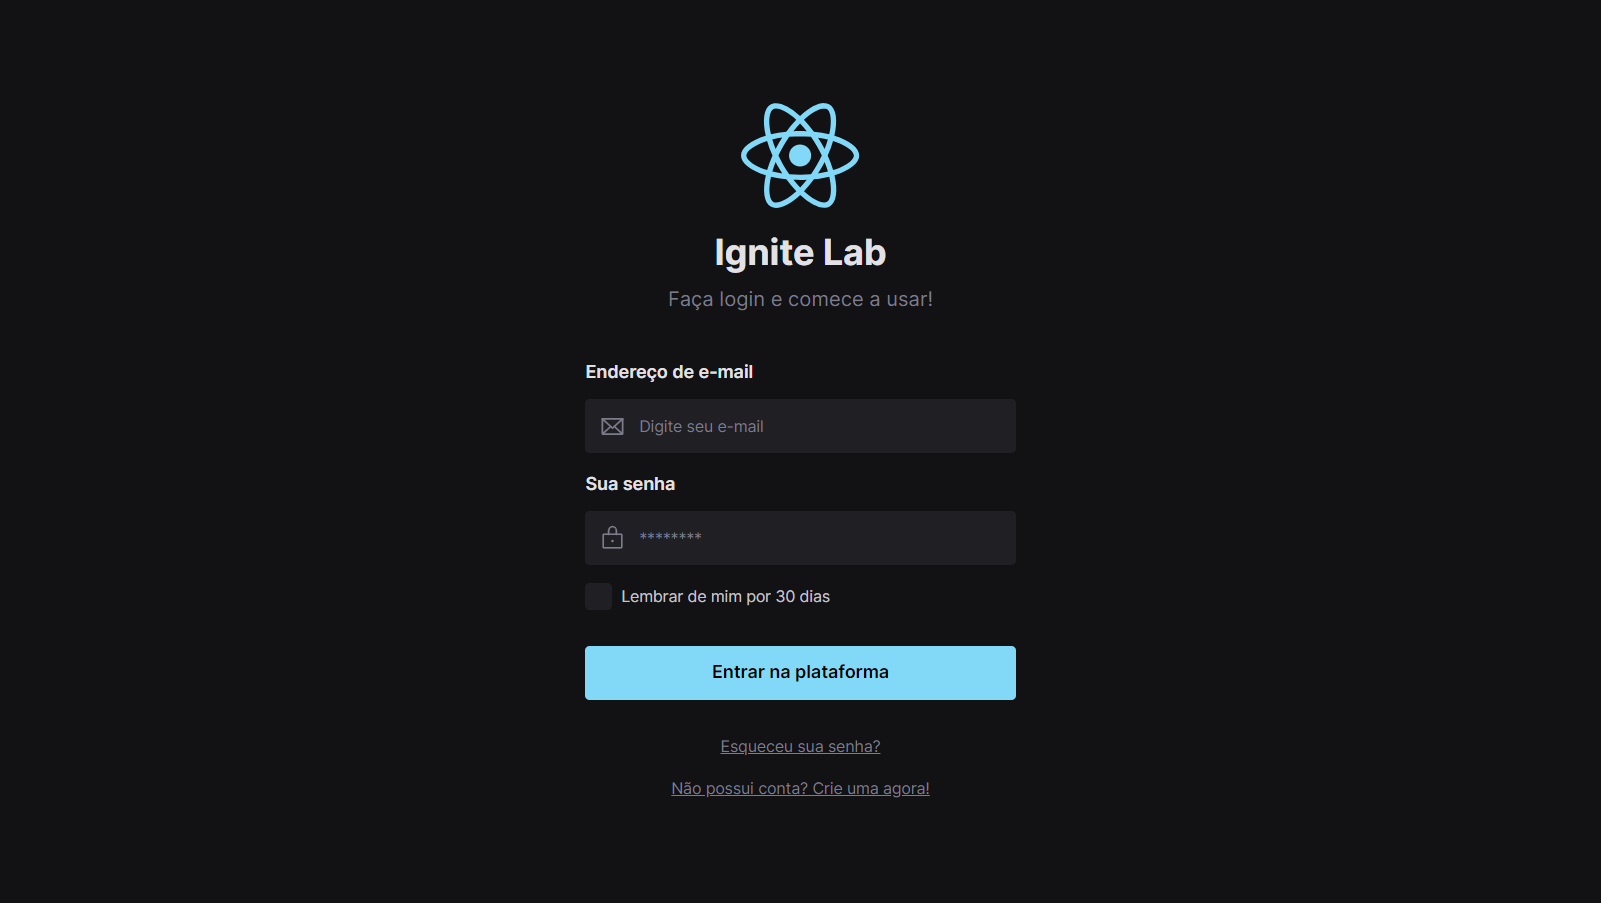 Ignite Lab
Faça login e comece a usar!
Endereço de e-mail
Digite seu e-mail
Sua senha
********
Lembrar de mim por 30 dias
Entrar na plataforma
Esqueceu sua senha?
Não possui conta? Crie uma agora!